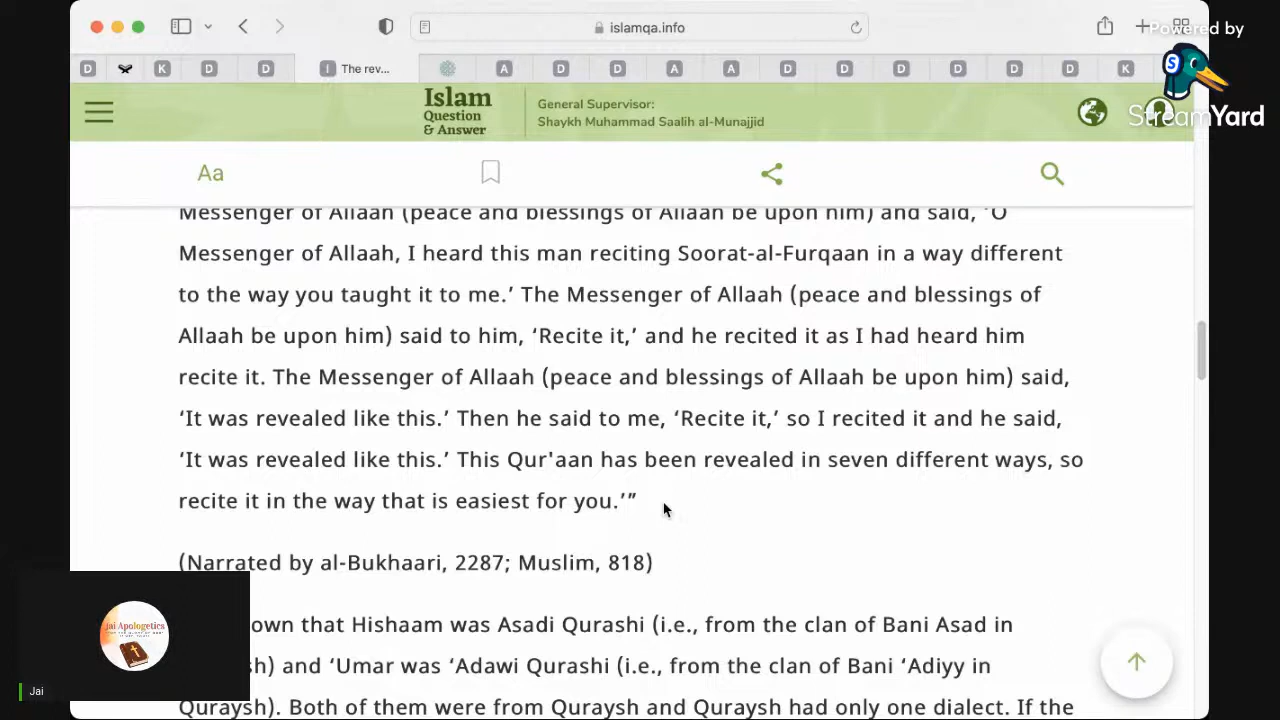 Powered by
islamqa.info
D
K
D
D
I
The rev...
A
D
D
A
A
D
D
D
D
D
D
K
S
StreamYard
Islam
Question
& Answer
General Supervisor:
Shaykh Muhammad Saalih al-Munajjid
Aa
Messenger of Allaah (peace and blessings of Allaah be upon him) and said, ‘O
Messenger of Allaah, I heard this man reciting Soorat-al-Furqaan in a way different
to the way you taught it to me.’ The Messenger of Allaah (peace and blessings of
Allaah be upon him) said to him, ‘Recite it,’ and he recited it as I had heard him
recite it. The Messenger of Allaah (peace and blessings of Allaah be upon him) said,
‘It was revealed like this.’ Then he said to me, ‘Recite it,’ so I recited it and he said,
‘It was revealed like this.’ This Qur'aan has been revealed in seven different ways, so
recite it in the way that is easiest for you.’”
(Narrated by al-Bukhaari, 2287; Muslim, 818)
own that Hishaam was Asadi Qurashi (i.e., from the clan of Bani Asad in
sh) and ‘Umar was ‘Adawi Qurashi (i.e., from the clan of Bani ‘Adiyy in
Quraysh). Both of them were from Quraysh and Quraysh had only one dialect. If the
Jai Apologetics
Jai